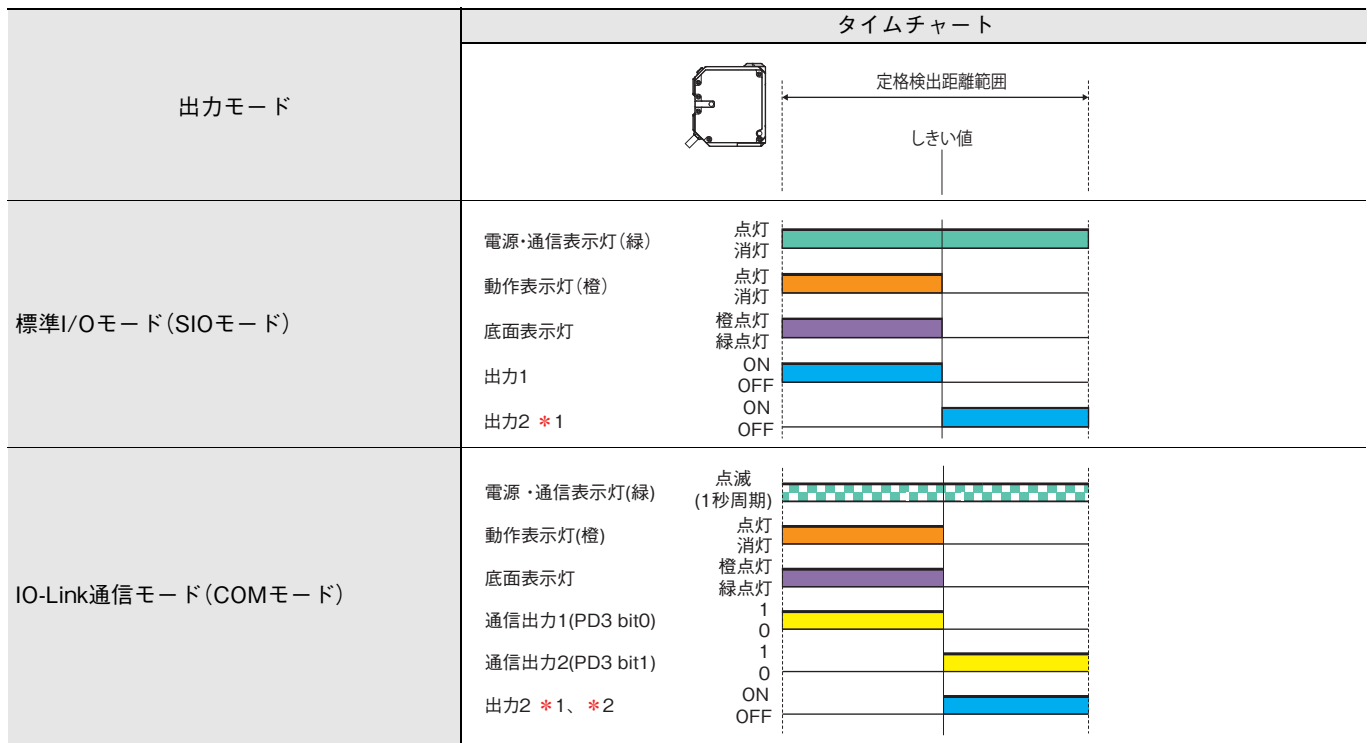 タイムチャート
出力モード
定格検出距離範囲
しきい値
標準I/Oモード(SIOモード)
電源・通信表示灯(緑) 点灯
消灯
動作表示灯(橙) 点灯
消灯
底面表示灯 橙点灯
緑点灯
出力1 ON
OFF
出力2 *1 ON
OFF
IO-Link通信モード(COMモード)
電源・通信表示灯(緑) 点滅
(1秒周期)
動作表示灯(橙) 点灯
消灯
底面表示灯 橙点灯
緑点灯
通信出力1(PD3 bit0) 1
0
通信出力2(PD3 bit1) 1
0
出力2 *1、*2 ON
OFF